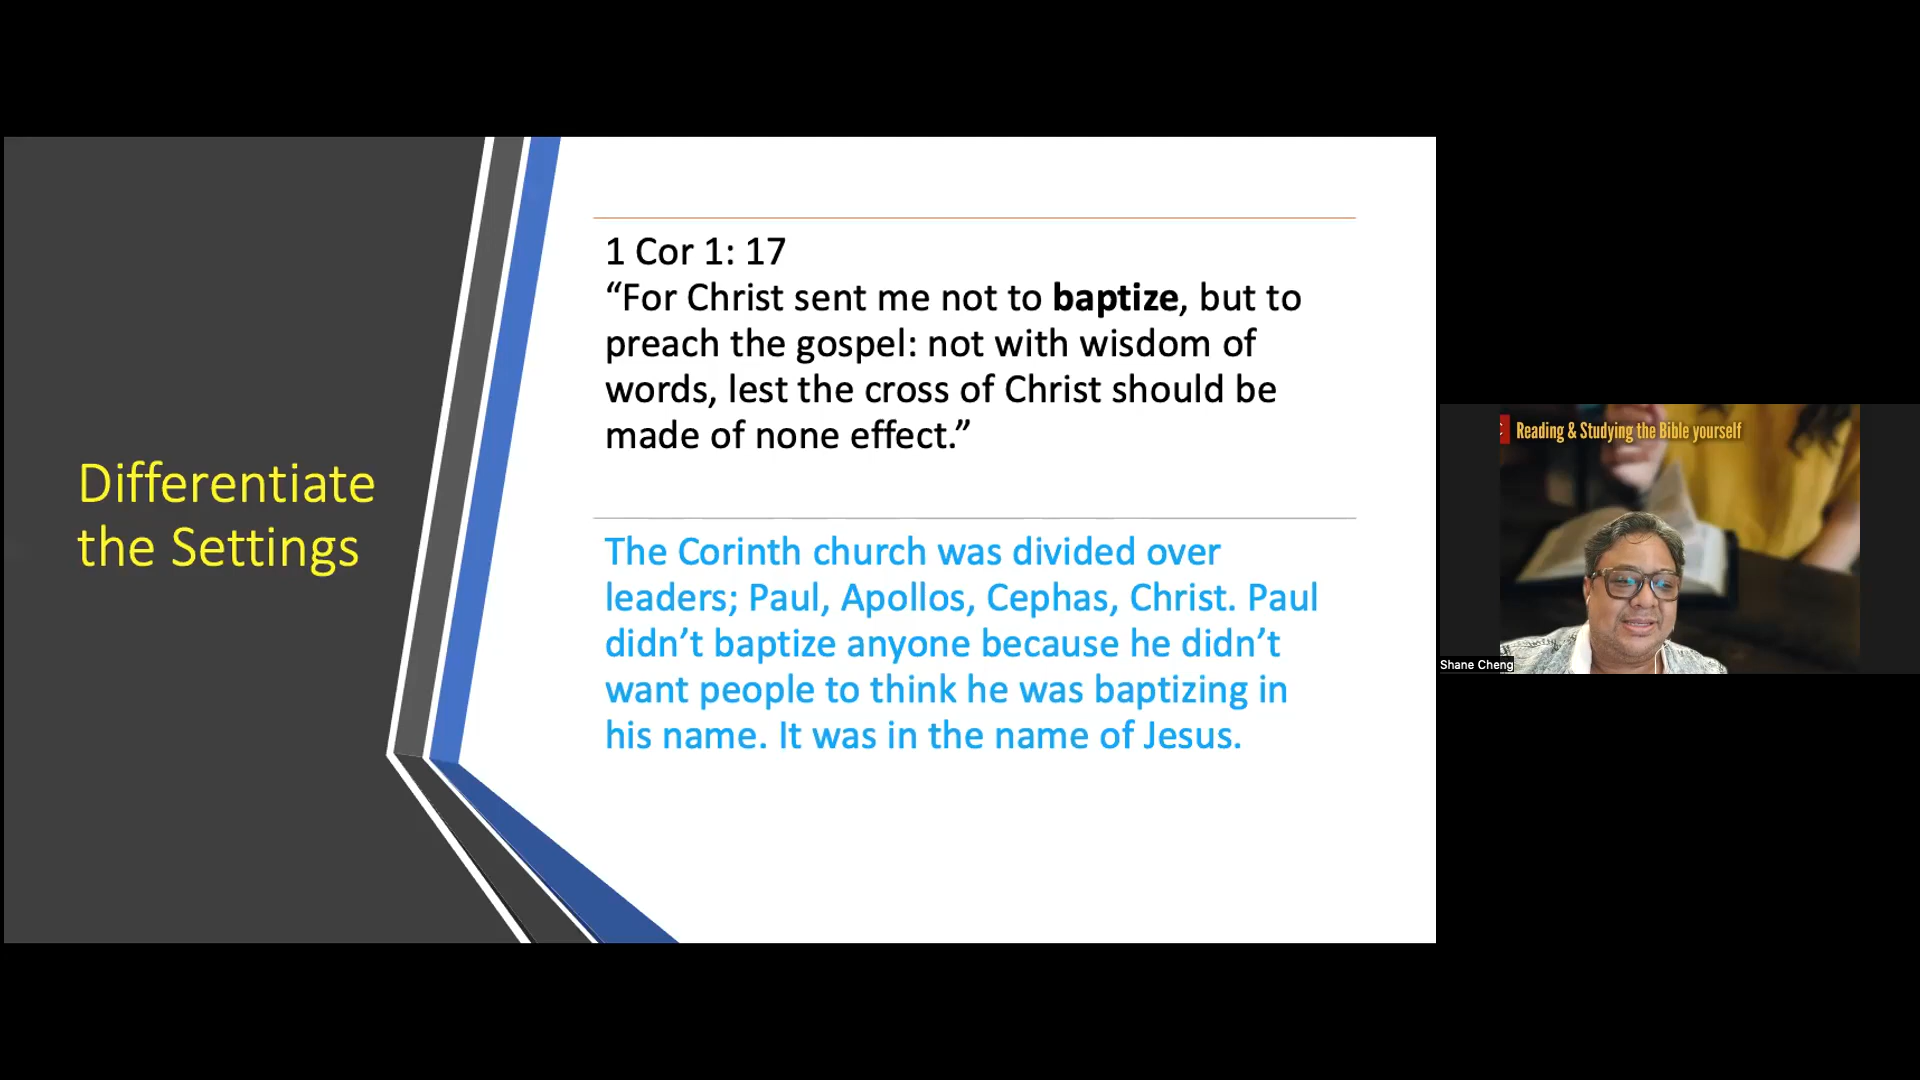 Differentiate
the Settings
1 Cor 1: 17
“For Christ sent me not to baptize, but to
preach the gospel: not with wisdom of
words, lest the cross of Christ should be
made of none effect.”
The Corinth church was divided over
leaders; Paul, Apollos, Cephas, Christ. Paul
didn’t baptize anyone because he didn’t
want people to think he was baptizing in
his name. It was in the name of Jesus.
Reading & Studying the Bible yourself
Shane Cheng